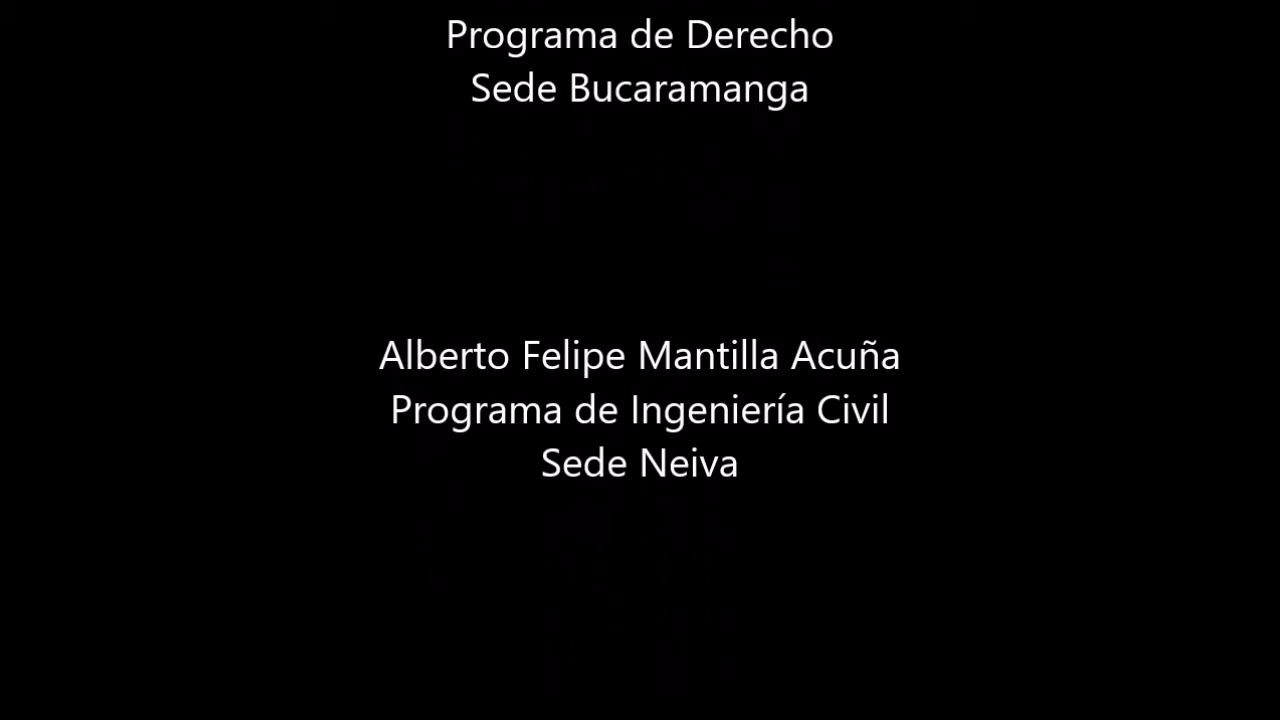 Programa de Derecho
Sede Bucaramanga
Alberto Felipe Mantilla Acuña
Programa de Ingeniería Civil
Sede Neiva